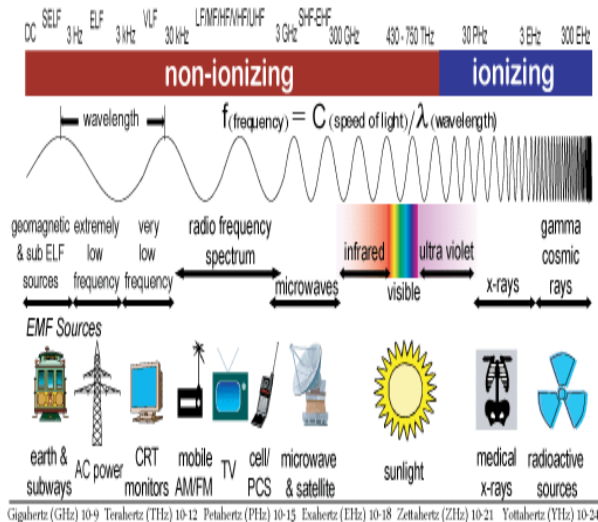 DC SELF 3 Hz ELF 3 kHz VLF 30 kHz LF/MF/HF/VHF/UHF 3 GHz SHF-EHF 300 GHz 430 - 750 THz 30 PHz 3 EHz 300 EHz
non-ionizing ionizing
wavelength f(frequency) = C (speed of light) / λ (wavelength)
geomagnetic & sub ELF sources
extremely low frequency
very low frequency
radio frequency spectrum
microwaves
infrared
visible
ultra violet
x-rays
gamma cosmic rays
EMF Sources
earth & subways
AC power
CRT monitors
mobile AM/FM
TV
cell/ PCS
microwave & satellite
sunlight
medical x-rays
radioactive sources
Gigahertz (GHz) 10-9 Terahertz (THz) 10-12 Petahertz (PHz) 10-15 Exahertz (EHz) 10-18 Zettahertz (ZHz) 10-21 Yottahertz (YHz) 10-24